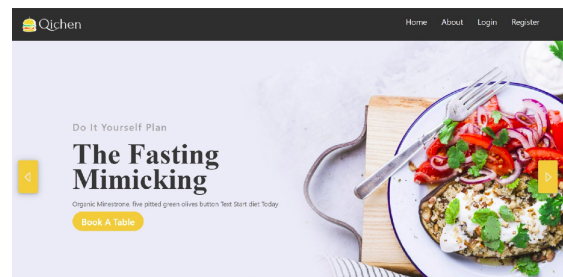 Qichen
Home About Login Register
Do It Yourself Plan
The Fasting
Mimicking
Organic Minestrone, five pitted green olives button Text Start diet Today
Book A Table